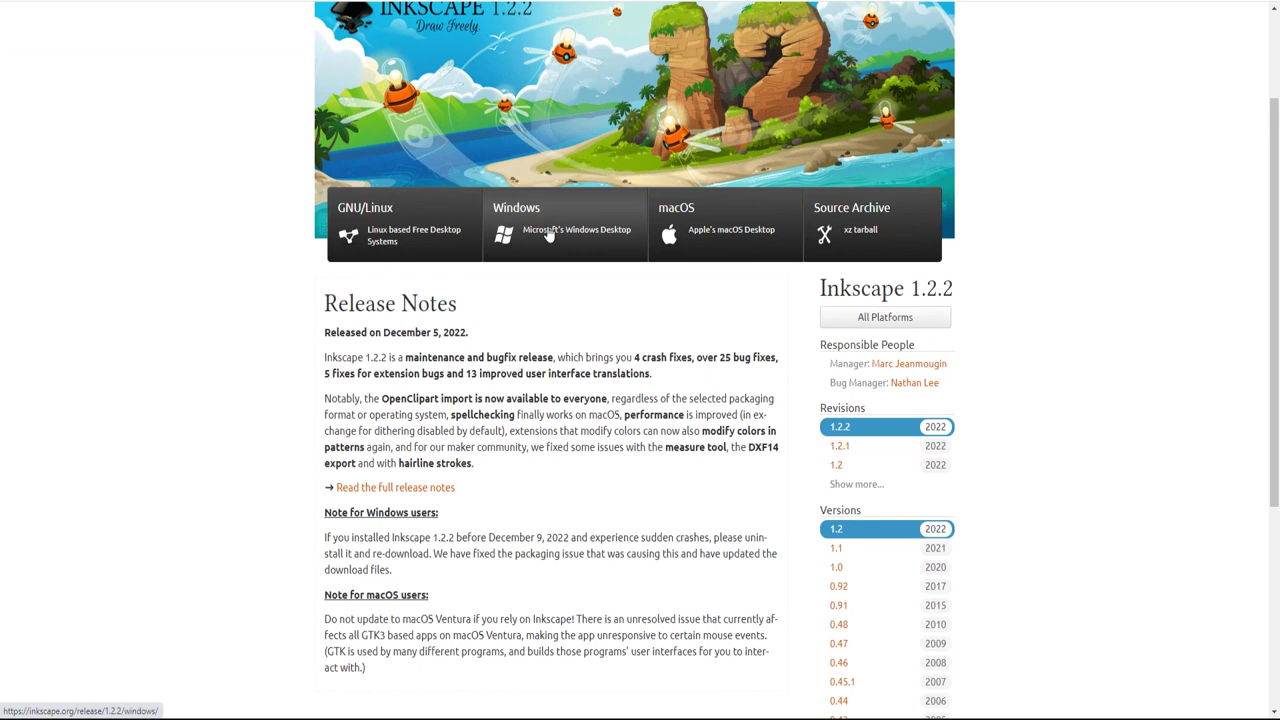 INKSCAPE 1.2.2
Draw Freely.
GNU/Linux
Linux based Free Desktop
Systems
Windows
Microsoft's Windows Desktop
macOS
Apple's macOS Desktop
Source Archive
xz tarball
Release Notes
Released on December 5, 2022.
Inkscape 1.2.2 is a maintenance and bugfix release, which brings you 4 crash fixes, over 25 bug fixes,
5 fixes for extension bugs and 13 improved user interface translations.
Notably, the OpenClipart import is now available to everyone, regardless of the selected packaging
format or operating system, spellchecking finally works on macOS, performance is improved (in ex-
change for dithering disabled by default), extensions that modify colors can now also modify colors in
patterns again, and for our maker community, we fixed some issues with the measure tool, the DXF14
export and with hairline strokes.
→ Read the full release notes
Note for Windows users:
If you installed Inkscape 1.2.2 before December 9, 2022 and experience sudden crashes, please unin-
stall it and re-download. We have fixed the packaging issue that was causing this and have updated the
download files.
Note for macOS users:
Do not update to macOS Ventura if you rely on Inkscape! There is an unresolved issue that currently af-
fects all GTK3 based apps on macOS Ventura, making the app unresponsive to certain mouse events.
(GTK is used by many different programs, and builds those programs' user interfaces for you to inter-
act with.)
Inkscape 1.2.2
All Platforms
Responsible People
Manager: Marc Jeanmougin
Bug Manager: Nathan Lee
Revisions
1.2.2 2022
1.2.1 2022
1.2 2022
Show more...
Versions
1.2 2022
1.1 2021
1.0 2020
0.92 2017
0.91 2015
0.48 2010
0.47 2009
0.46 2008
0.45.1 2007
0.44 2006
https://inkscape.org/release/1.2.2/windows/